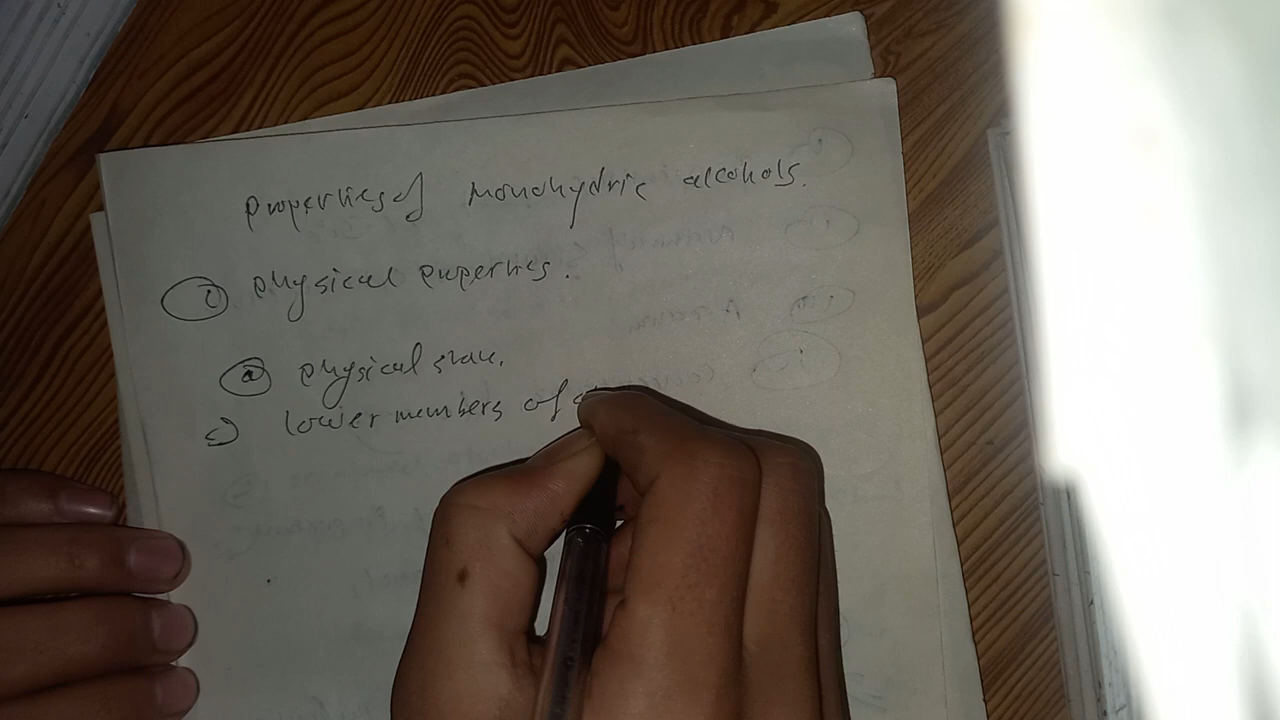 Properties of Monohydric alcohols.
(i) physical properties.
(a) physical state.
c) lower members of